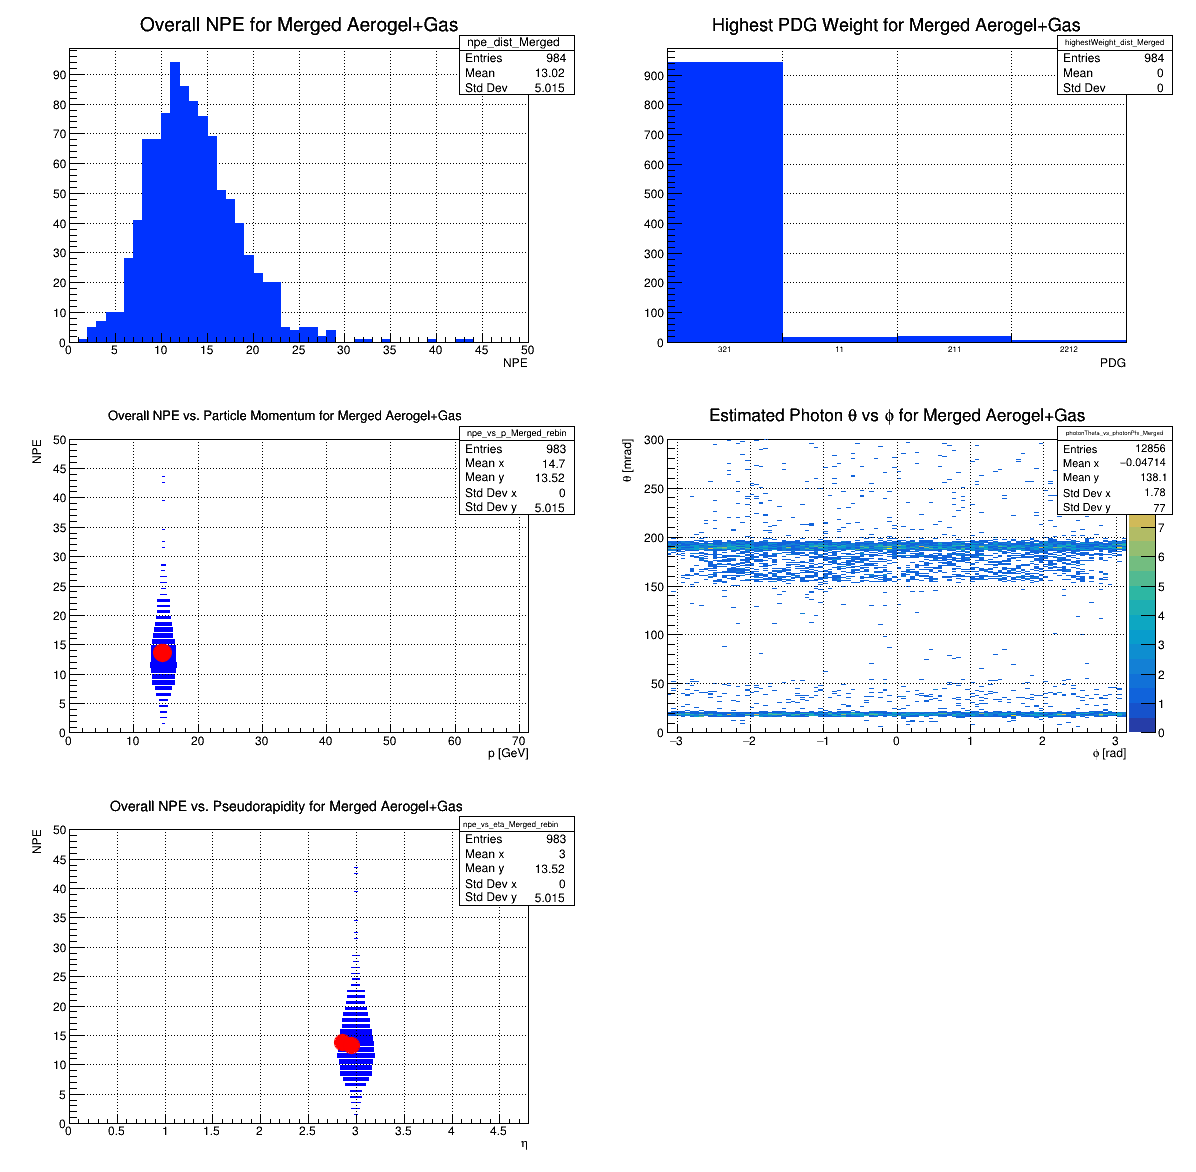 Overall NPE for Merged Aerogel+Gas
npe_dist_Merged
Entries 984
Mean 13.02
Std Dev 5.015
90
80
70
60
50
40
30
20
10
0
0 5 10 15 20 25 30 35 40 45 50
NPE
Highest PDG Weight for Merged Aerogel+Gas
highestWeight_dist_Merged
Entries 984
Mean 0
Std Dev 0
900
800
700
600
500
400
300
200
100
0
321 11 211 2212
PDG
Overall NPE vs. Particle Momentum for Merged Aerogel+Gas
npe_vs_p_Merged_rebin
Entries 983
Mean x 14.7
Mean y 13.52
Std Dev x 0
Std Dev y 5.015
NPE
50
45
40
35
30
25
20
15
10
5
0
0 10 20 30 40 50 60 70
p [GeV]
Estimated Photon θ vs ϕ for Merged Aerogel+Gas
photonTheta_vs_photonPhi_Merged
Entries 12856
Mean x −0.04714
Mean y 138.1
Std Dev x 1.78
Std Dev y 77
θ [mrad]
300
250
200
150
100
50
0
−3 −2 −1 0 1 2 3
ϕ [rad]
7
6
5
4
3
2
1
0
Overall NPE vs. Pseudorapidity for Merged Aerogel+Gas
npe_vs_eta_Merged_rebin
Entries 983
Mean x 3
Mean y 13.52
Std Dev x 0
Std Dev y 5.015
NPE
50
45
40
35
30
25
20
15
10
5
0
0 0.5 1 1.5 2 2.5 3 3.5 4 4.5
η